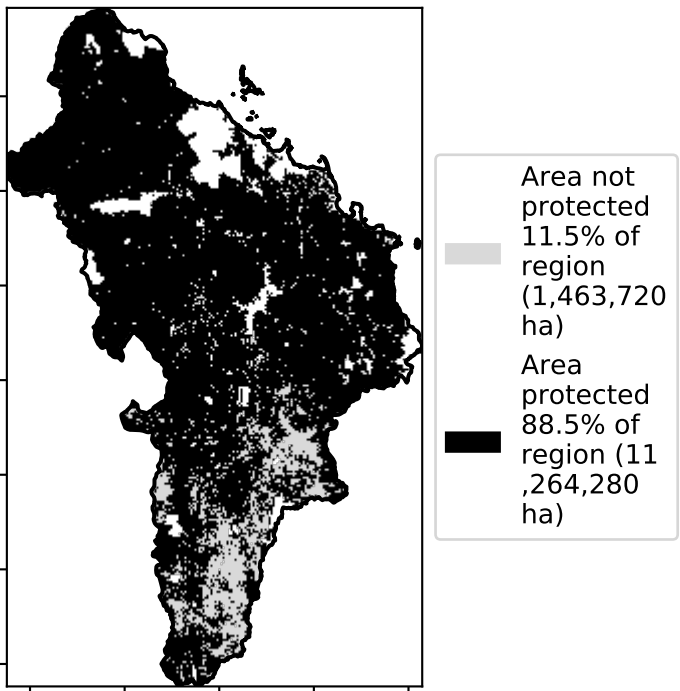 Area not
protected
11.5% of
region
(1,463,720
ha)
Area
protected
88.5% of
region (11
,264,280
ha)